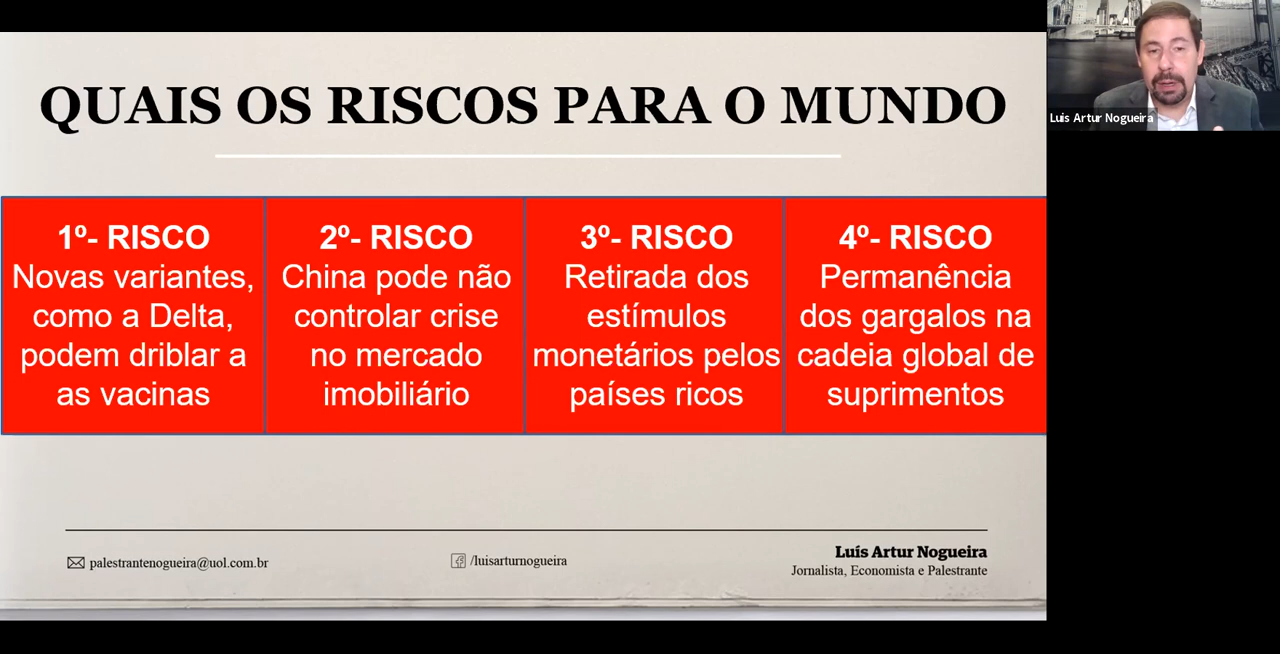 QUAIS OS RISCOS PARA O MUNDO
Luis Artur Nogueira
1º- RISCO
Novas variantes,
como a Delta,
podem driblar a
as vacinas
2º- RISCO
China pode não
controlar crise
no mercado
imobiliário
3º- RISCO
Retirada dos
estímulos
monetários pelos
países ricos
4º- RISCO
Permanência
dos gargalos na
cadeia global de
suprimentos
palestrantenogueira@uol.com.br
/luisarturnogueira
Luís Artur Nogueira
Jornalista, Economista e Palestrante